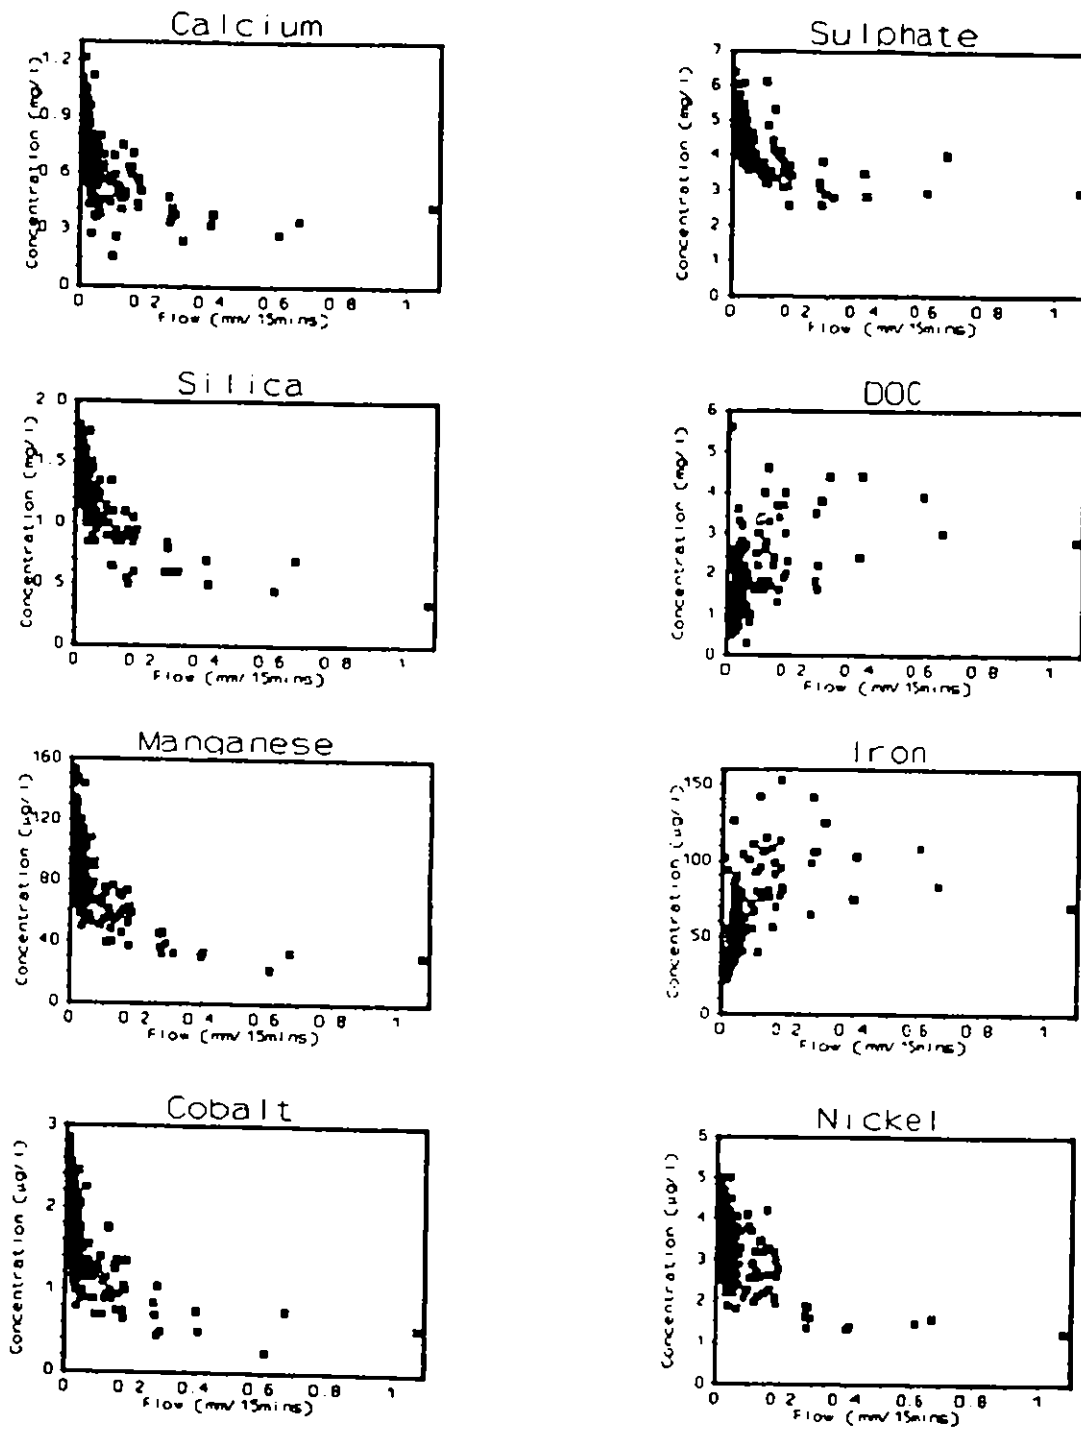 Calcium
Concentration (mg/l)
1.2
0.9
0 6
0 3
0
0 0 2 0 4 0 6 0 8 1
Flow (mm/15mins)
Sulphate
Concentration (mg/l)
7
6
5
4
3
2
1
0
0 0 2 0 4 0 6 0 8 1
Flow (mm/15mins)
Silica
Concentration (mg/l)
2 0
1.5
1 0
0 5
0
0 0 2 0 4 0 6 0 8 1
Flow (mm/15mins)
DOC
Concentration (mg/l)
6
5
4
3
2
1
0
0 0 2 0 4 0 6 0 8 1
Flow (mm/15mins)
Manganese
Concentration (µg/l)
160
120
80
40
0
0 0 2 0 4 0 6 0 8 1
Flow (mm/15mins)
Iron
Concentration (µg/l)
150
100
50
0
0 0 2 0 4 0 6 0 8 1
Flow (mm/15mins)
Cobalt
Concentration (µg/l)
3
2
1
0
0 0.2 0.4 0.6 0.8 1
Flow (mm/15mins)
Nickel
Concentration (µg/l)
5
5
4
3
2
1
0
0 0 2 0 4 0 6 0.8 1
Flow (mm/15mins)